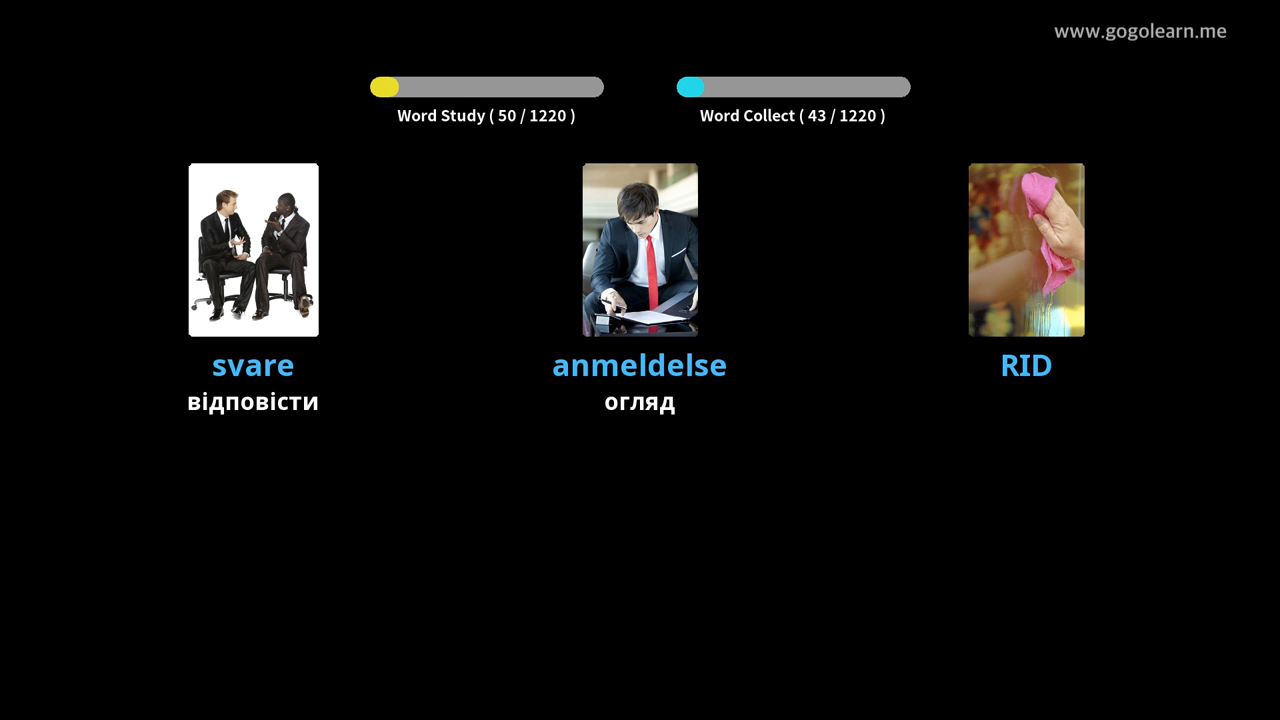 www.gogolearn.me
Word Study ( 50 / 1220 )
Word Collect ( 43 / 1220 )
svare
відповісти
anmeldelse
огляд
RID